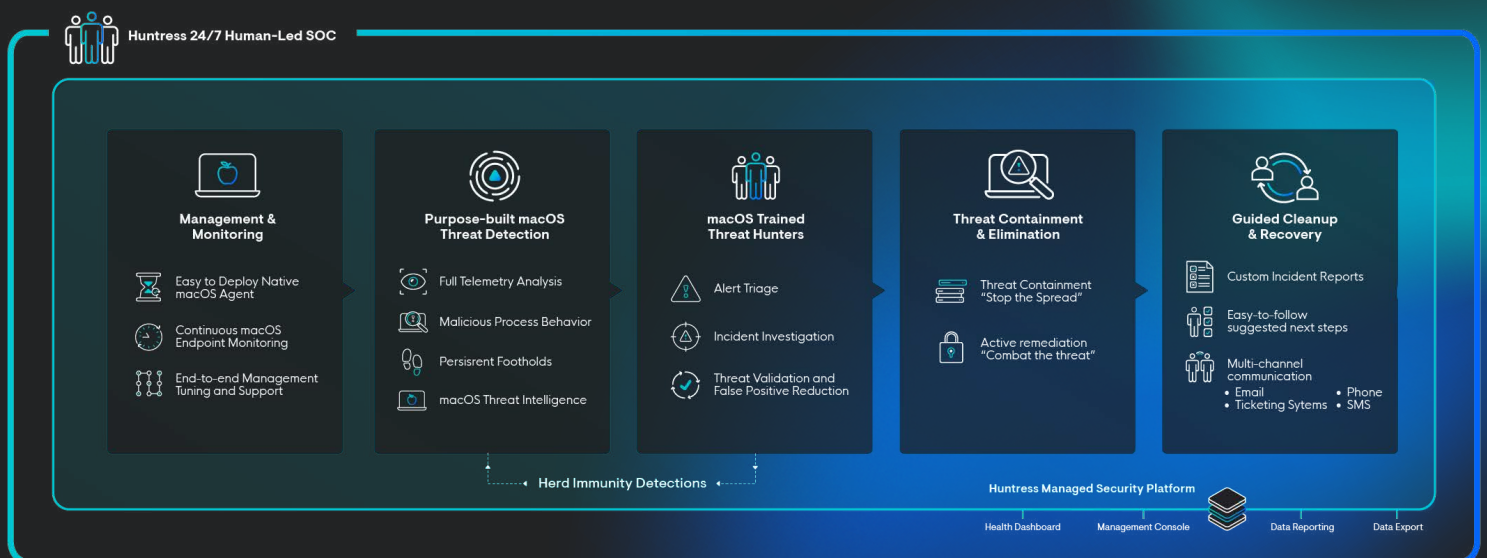 Huntress 24/7 Human-Led SOC
Management &
Monitoring
Easy to Deploy Native
macOS Agent
Continuous macOS
Endpoint Monitoring
End-to-end Management
Tuning and Support
Purpose-built macOS
Threat Detection
Full Telemetry Analysis
Malicious Process Behavior
Persisrent Footholds
macOS Threat Intelligence
macOS Trained
Threat Hunters
Alert Triage
Incident Investigation
Threat Validation and
False Positive Reduction
Threat Containment
& Elimination
Threat Containment
“Stop the Spread”
Active remediation
“Combat the threat”
Guided Cleanup
& Recovery
Custom Incident Reports
Easy-to-follow
suggested next steps
Multi-channel
communication
• Email • Phone
• Ticketing Sytems • SMS
Herd Immunity Detections
Huntress Managed Security Platform
Health Dashboard
Management Console
Data Reporting
Data Export